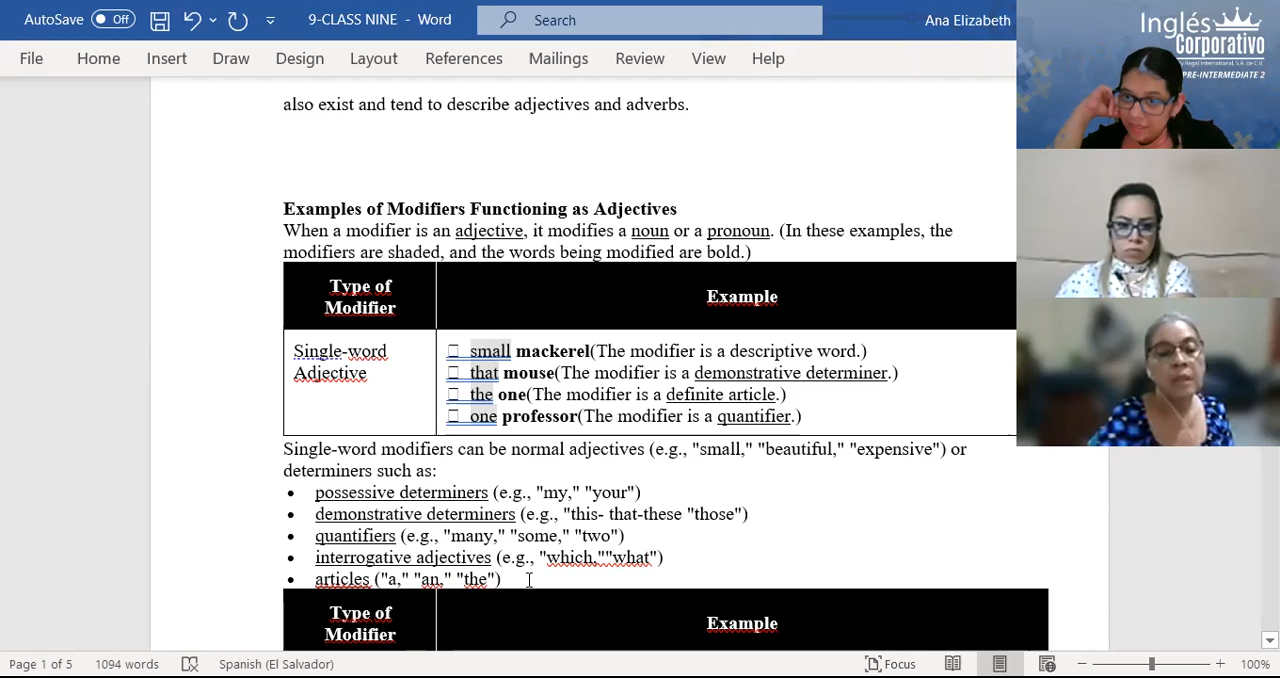 AutoSave Off 9-CLASS NINE - Word Search Ana Elizabeth
File Home Insert Draw Design Layout References Mailings Review View Help
Inglés
Corporativo
PRE-INTERMEDIATE 2
also exist and tend to describe adjectives and adverbs.
Examples of Modifiers Functioning as Adjectives
When a modifier is an adjective, it modifies a noun or a pronoun. (In these examples, the
modifiers are shaded, and the words being modified are bold.)
Type of
Modifier
Example
Single-word
Adjective
small mackerel(The modifier is a descriptive word.)
that mouse(The modifier is a demonstrative determiner.)
the one(The modifier is a definite article.)
one professor(The modifier is a quantifier.)
Single-word modifiers can be normal adjectives (e.g., "small," "beautiful," "expensive") or
determiners such as:
• possessive determiners (e.g., "my," "your")
• demonstrative determiners (e.g., "this- that-these "those")
• quantifiers (e.g., "many," "some," "two")
• interrogative adjectives (e.g., "which,""what")
• articles ("a," "an," "the")
Type of
Modifier
Example
Page 1 of 5 1094 words Spanish (El Salvador) Focus 100%